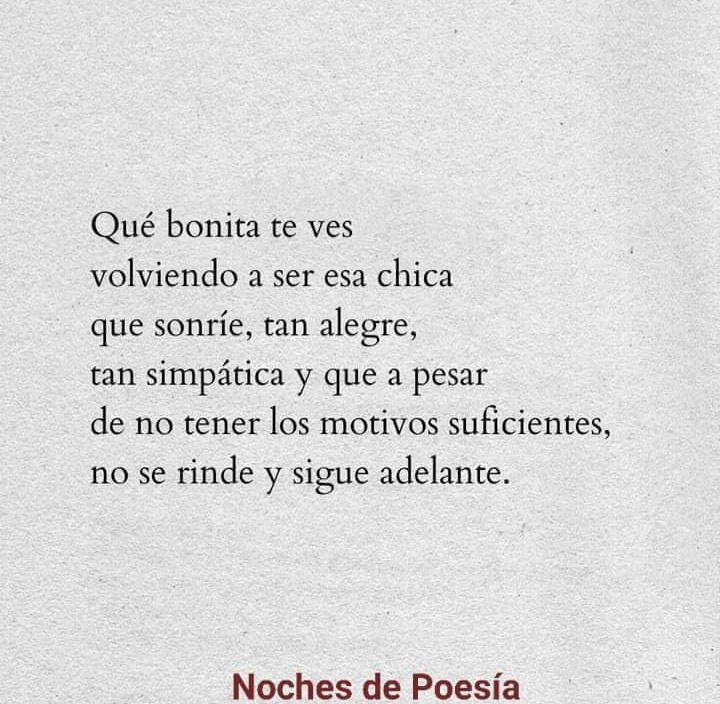 Qué bonita te ves
volviendo a ser esa chica
que sonríe, tan alegre,
tan simpática y que a pesar
de no tener los motivos suficientes,
no se rinde y sigue adelante.
Noches de Poesía